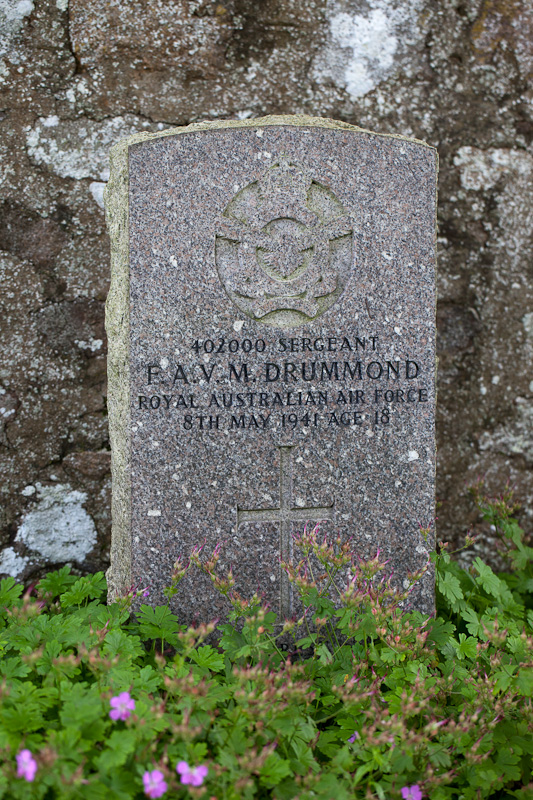 402000 SERGEANT
F.A.V.M. DRUMMOND
ROYAL AUSTRALIAN AIR FORCE
8TH MAY 1941 AGE 18